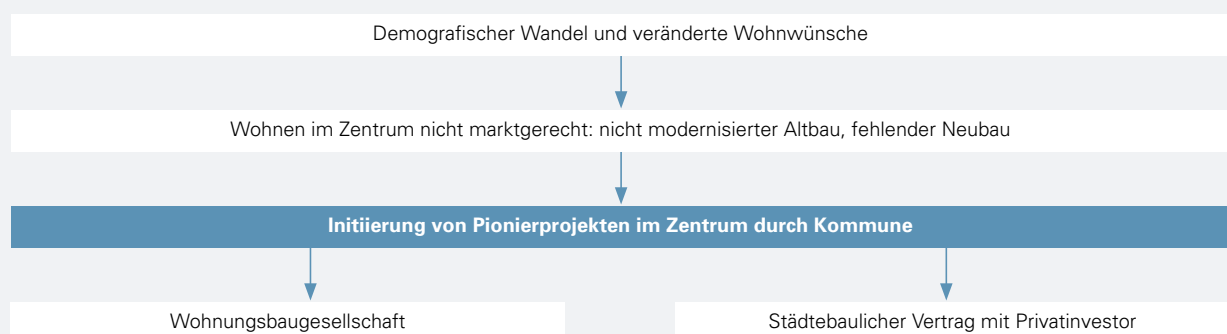 Demografischer Wandel und veränderte Wohnwünsche
Wohnen im Zentrum nicht marktgerecht: nicht modernisierter Altbau, fehlender Neubau
Initiierung von Pionierprojekten im Zentrum durch Kommune
Wohnungsbaugesellschaft
Städtebaulicher Vertrag mit Privatinvestor